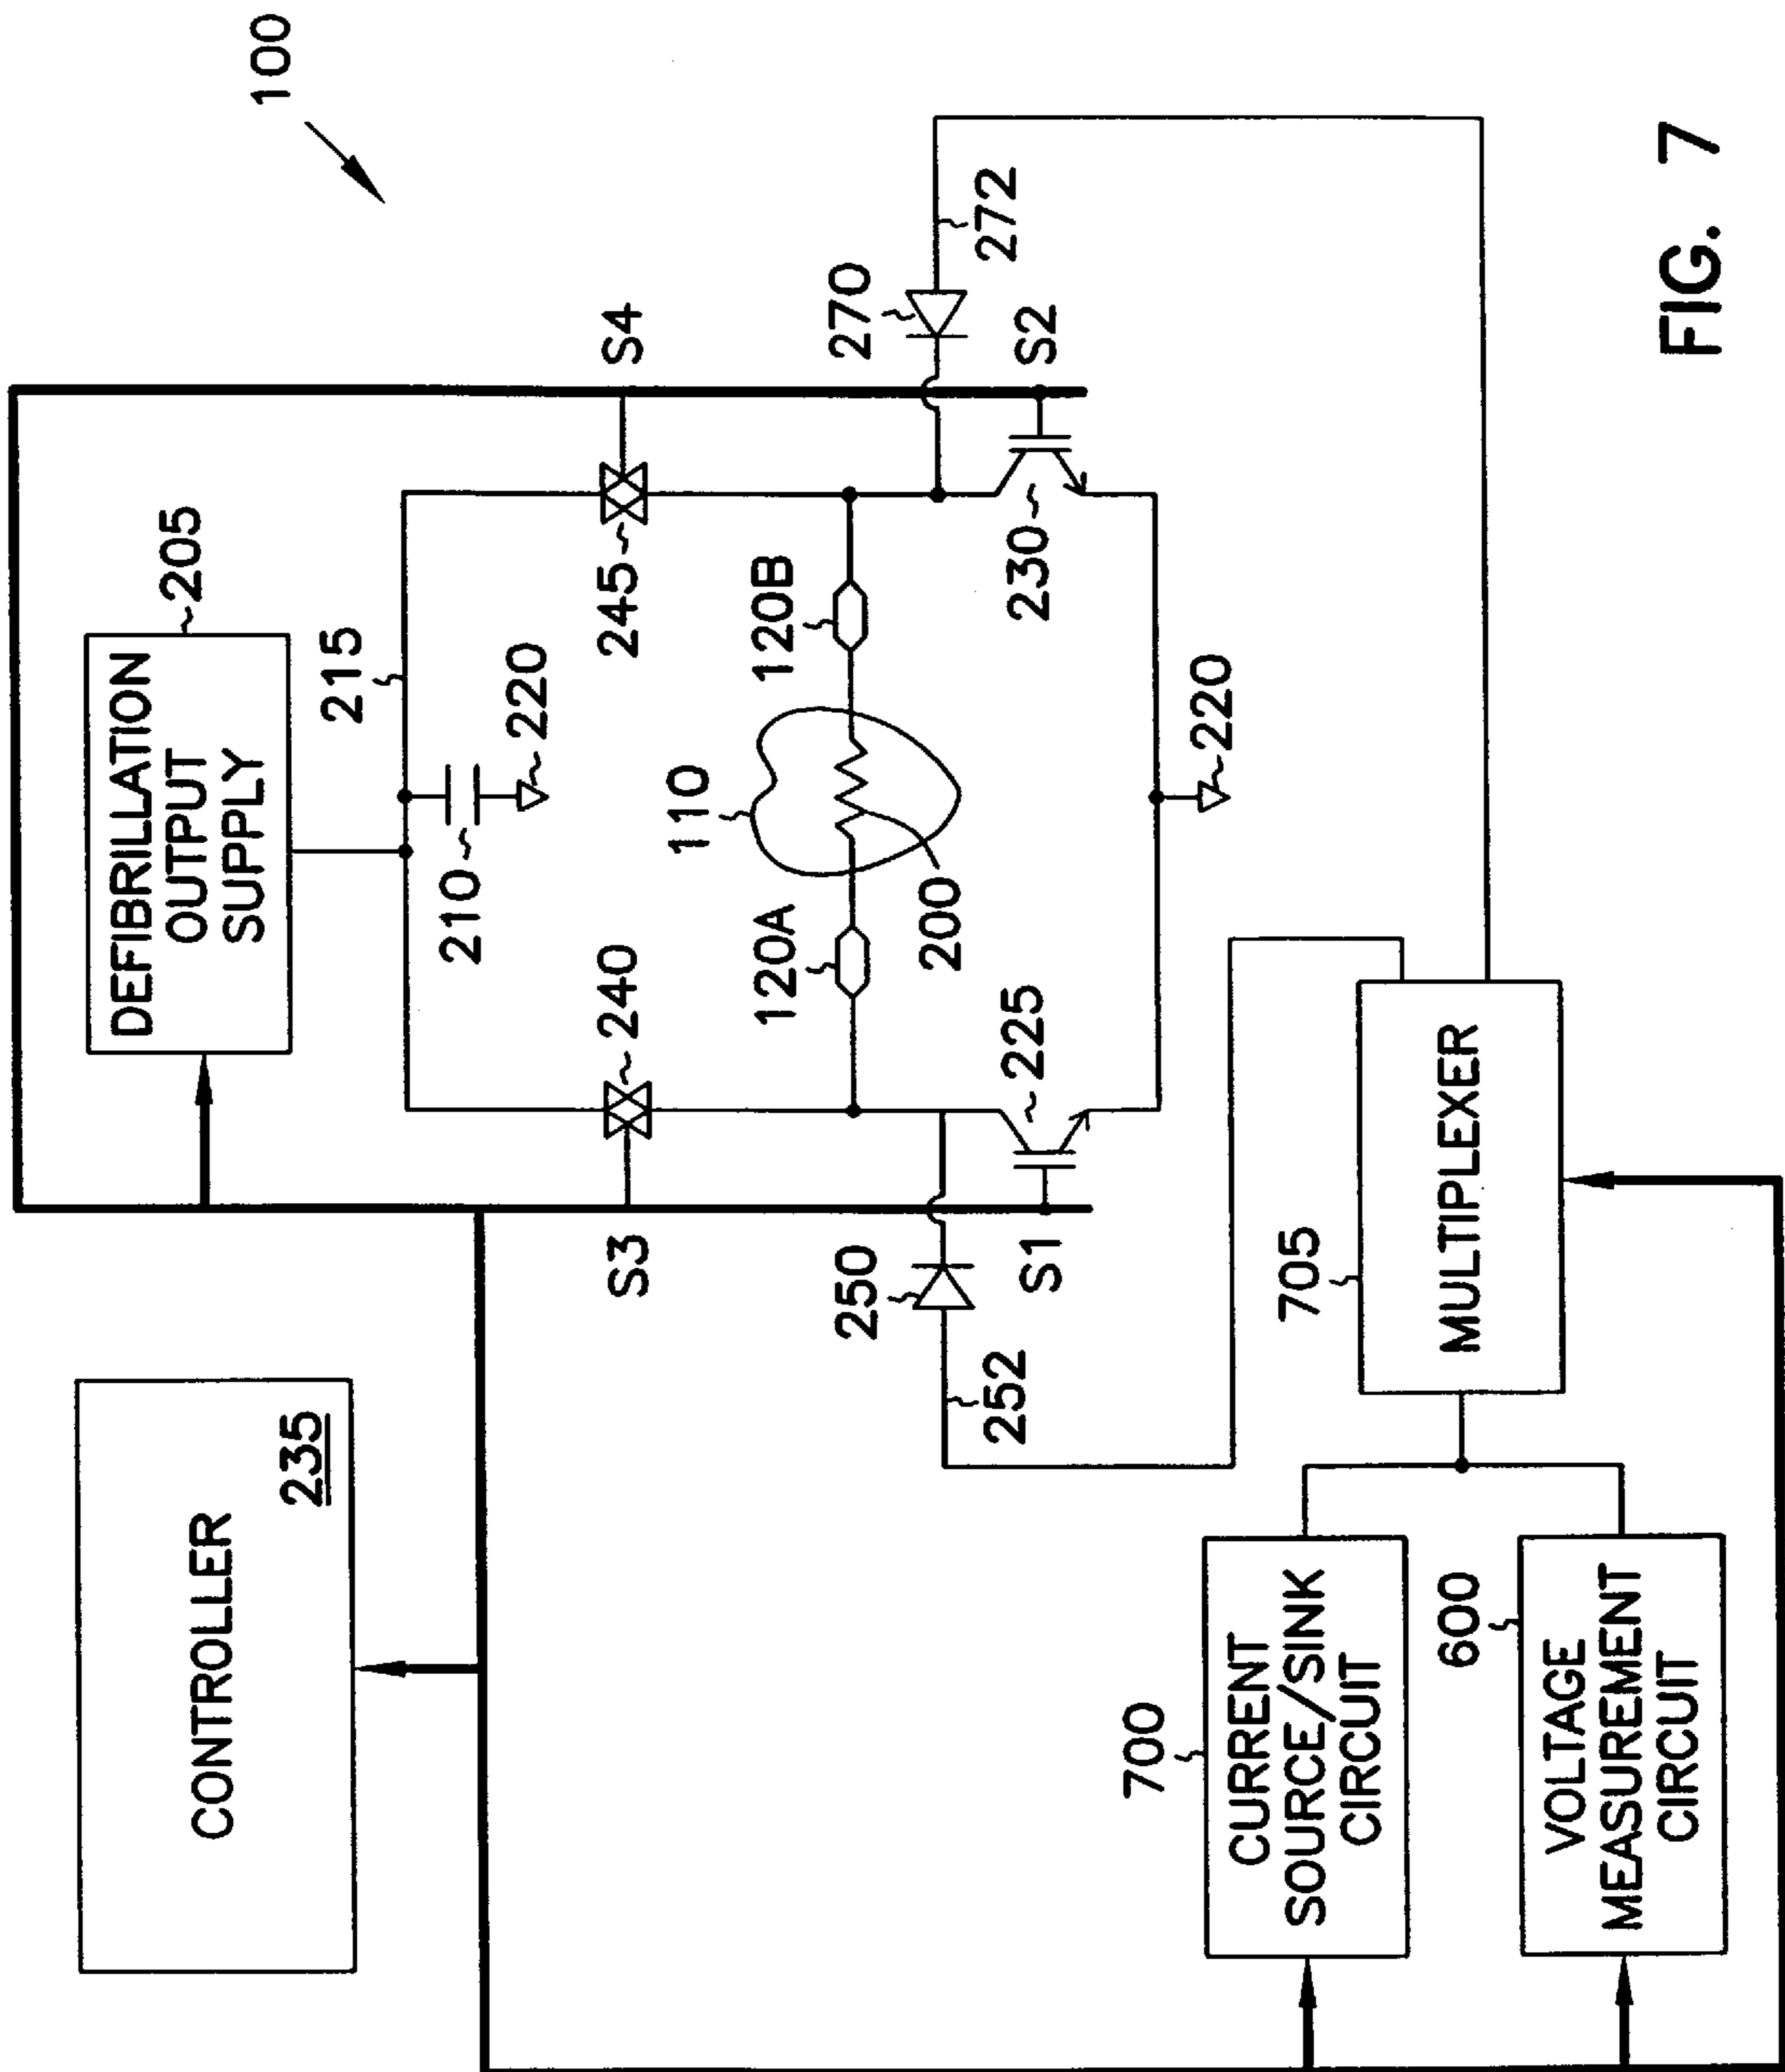 100
DEFIBRILLATION
OUTPUT
SUPPLY
205
CONTROLLER
235
215
210
220
S3
240
245
S4
110
120A
120B
200
250
252
270
272
S1
225
230
S2
220
700
CURRENT
SOURCE/SINK
CIRCUIT
705
MULTIPLEXER
600
VOLTAGE
MEASUREMENT
CIRCUIT
FIG. 7